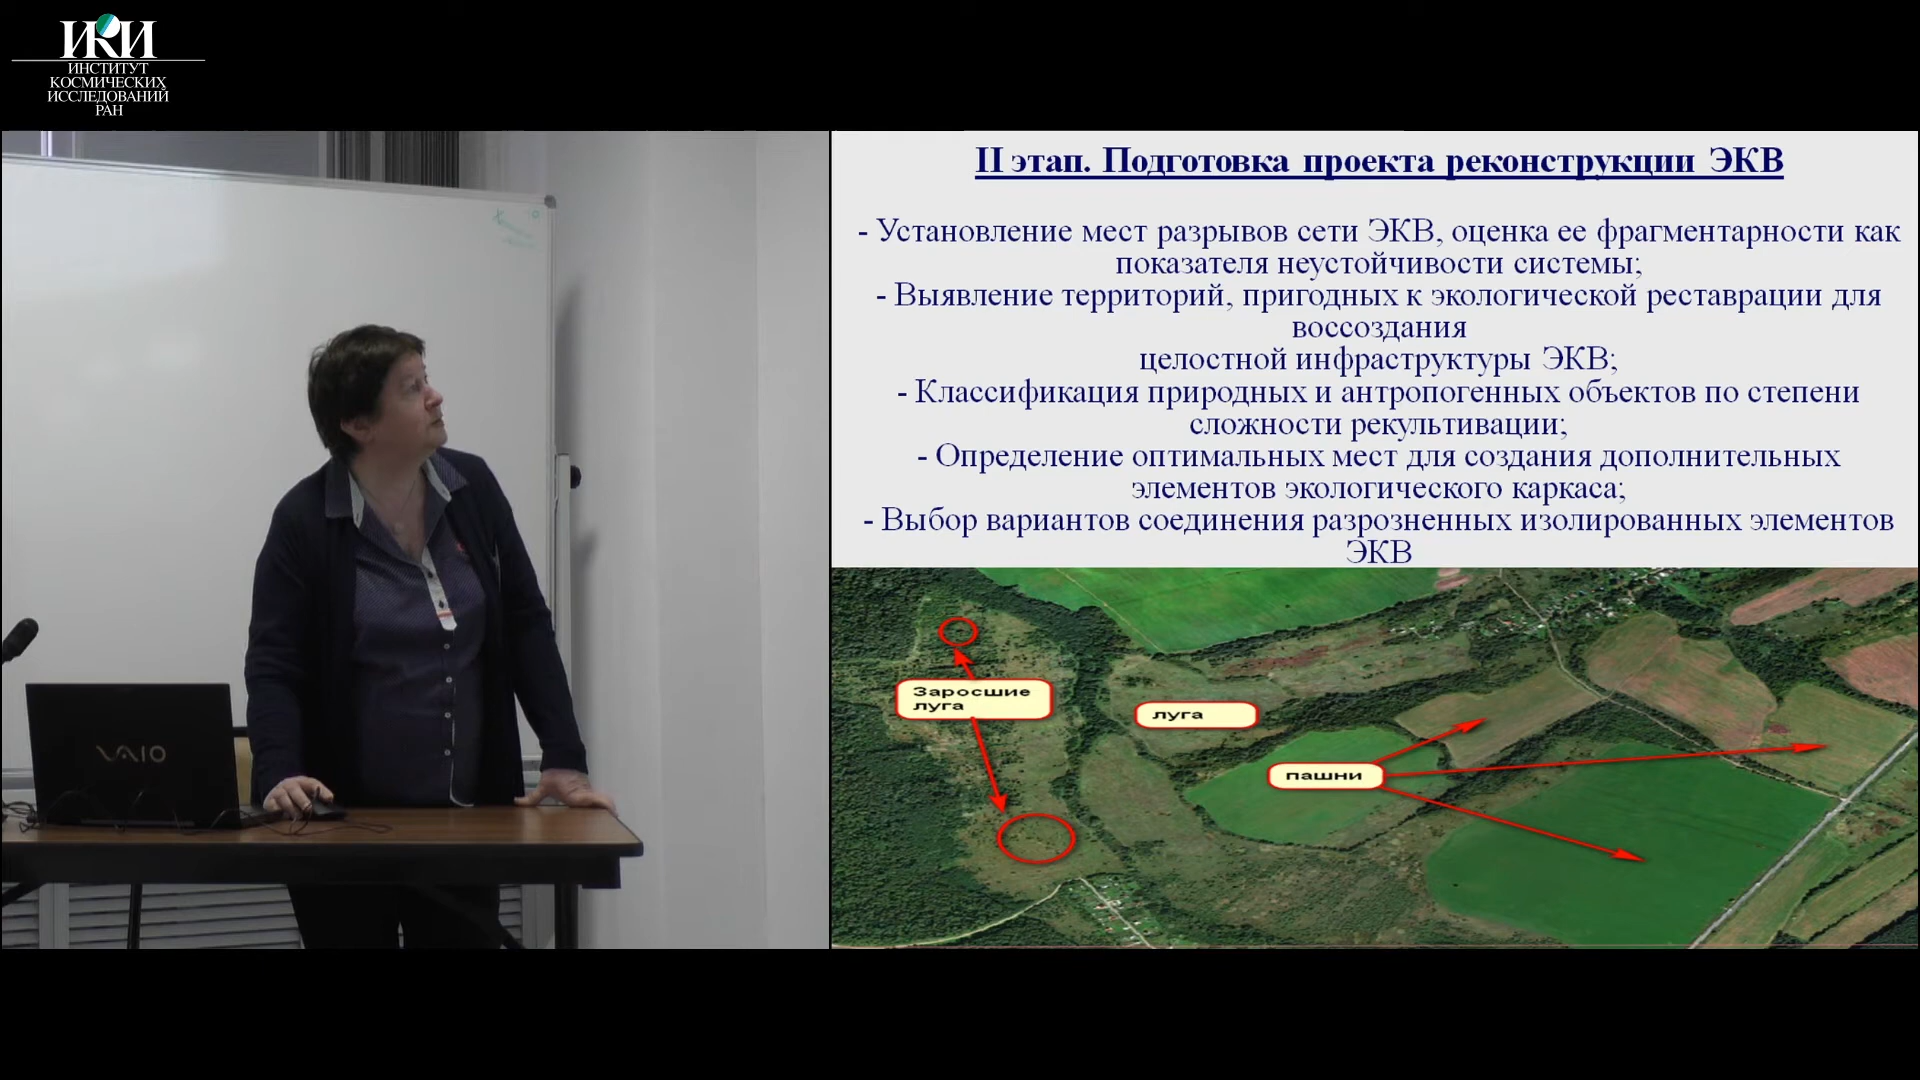 ИКИ
ИНСТИТУТ
КОСМИЧЕСКИХ
ИССЛЕДОВАНИЙ
РАН
II этап. Подготовка проекта реконструкции ЭКВ
- Установление мест разрывов сети ЭКВ, оценка ее фрагментарности как
показателя неустойчивости системы;
- Выявление территорий, пригодных к экологической реставрации для
воссоздания
целостной инфраструктуры ЭКВ;
- Классификация природных и антропогенных объектов по степени
сложности рекультивации;
- Определение оптимальных мест для создания дополнительных
элементов экологического каркаса;
- Выбор вариантов соединения разрозненных изолированных элементов
ЭКВ
Заросшие
луга
луга
пашни
VAIO